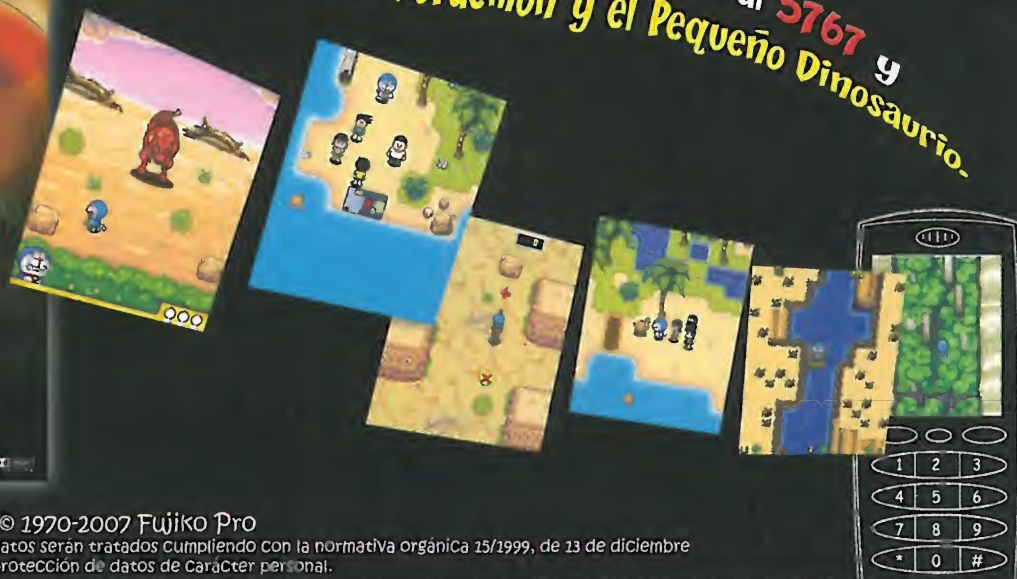 al 5767 y
y el Pequeño Dinosaurio.
© 1970-2007 Fujiko Pro
atos serán tratados cumpliendo con la normativa orgánica 15/1999, de 13 de diciembre
protección de datos de carácter personal.
1 2 3
4 5 6
7 8 9
* 0 #